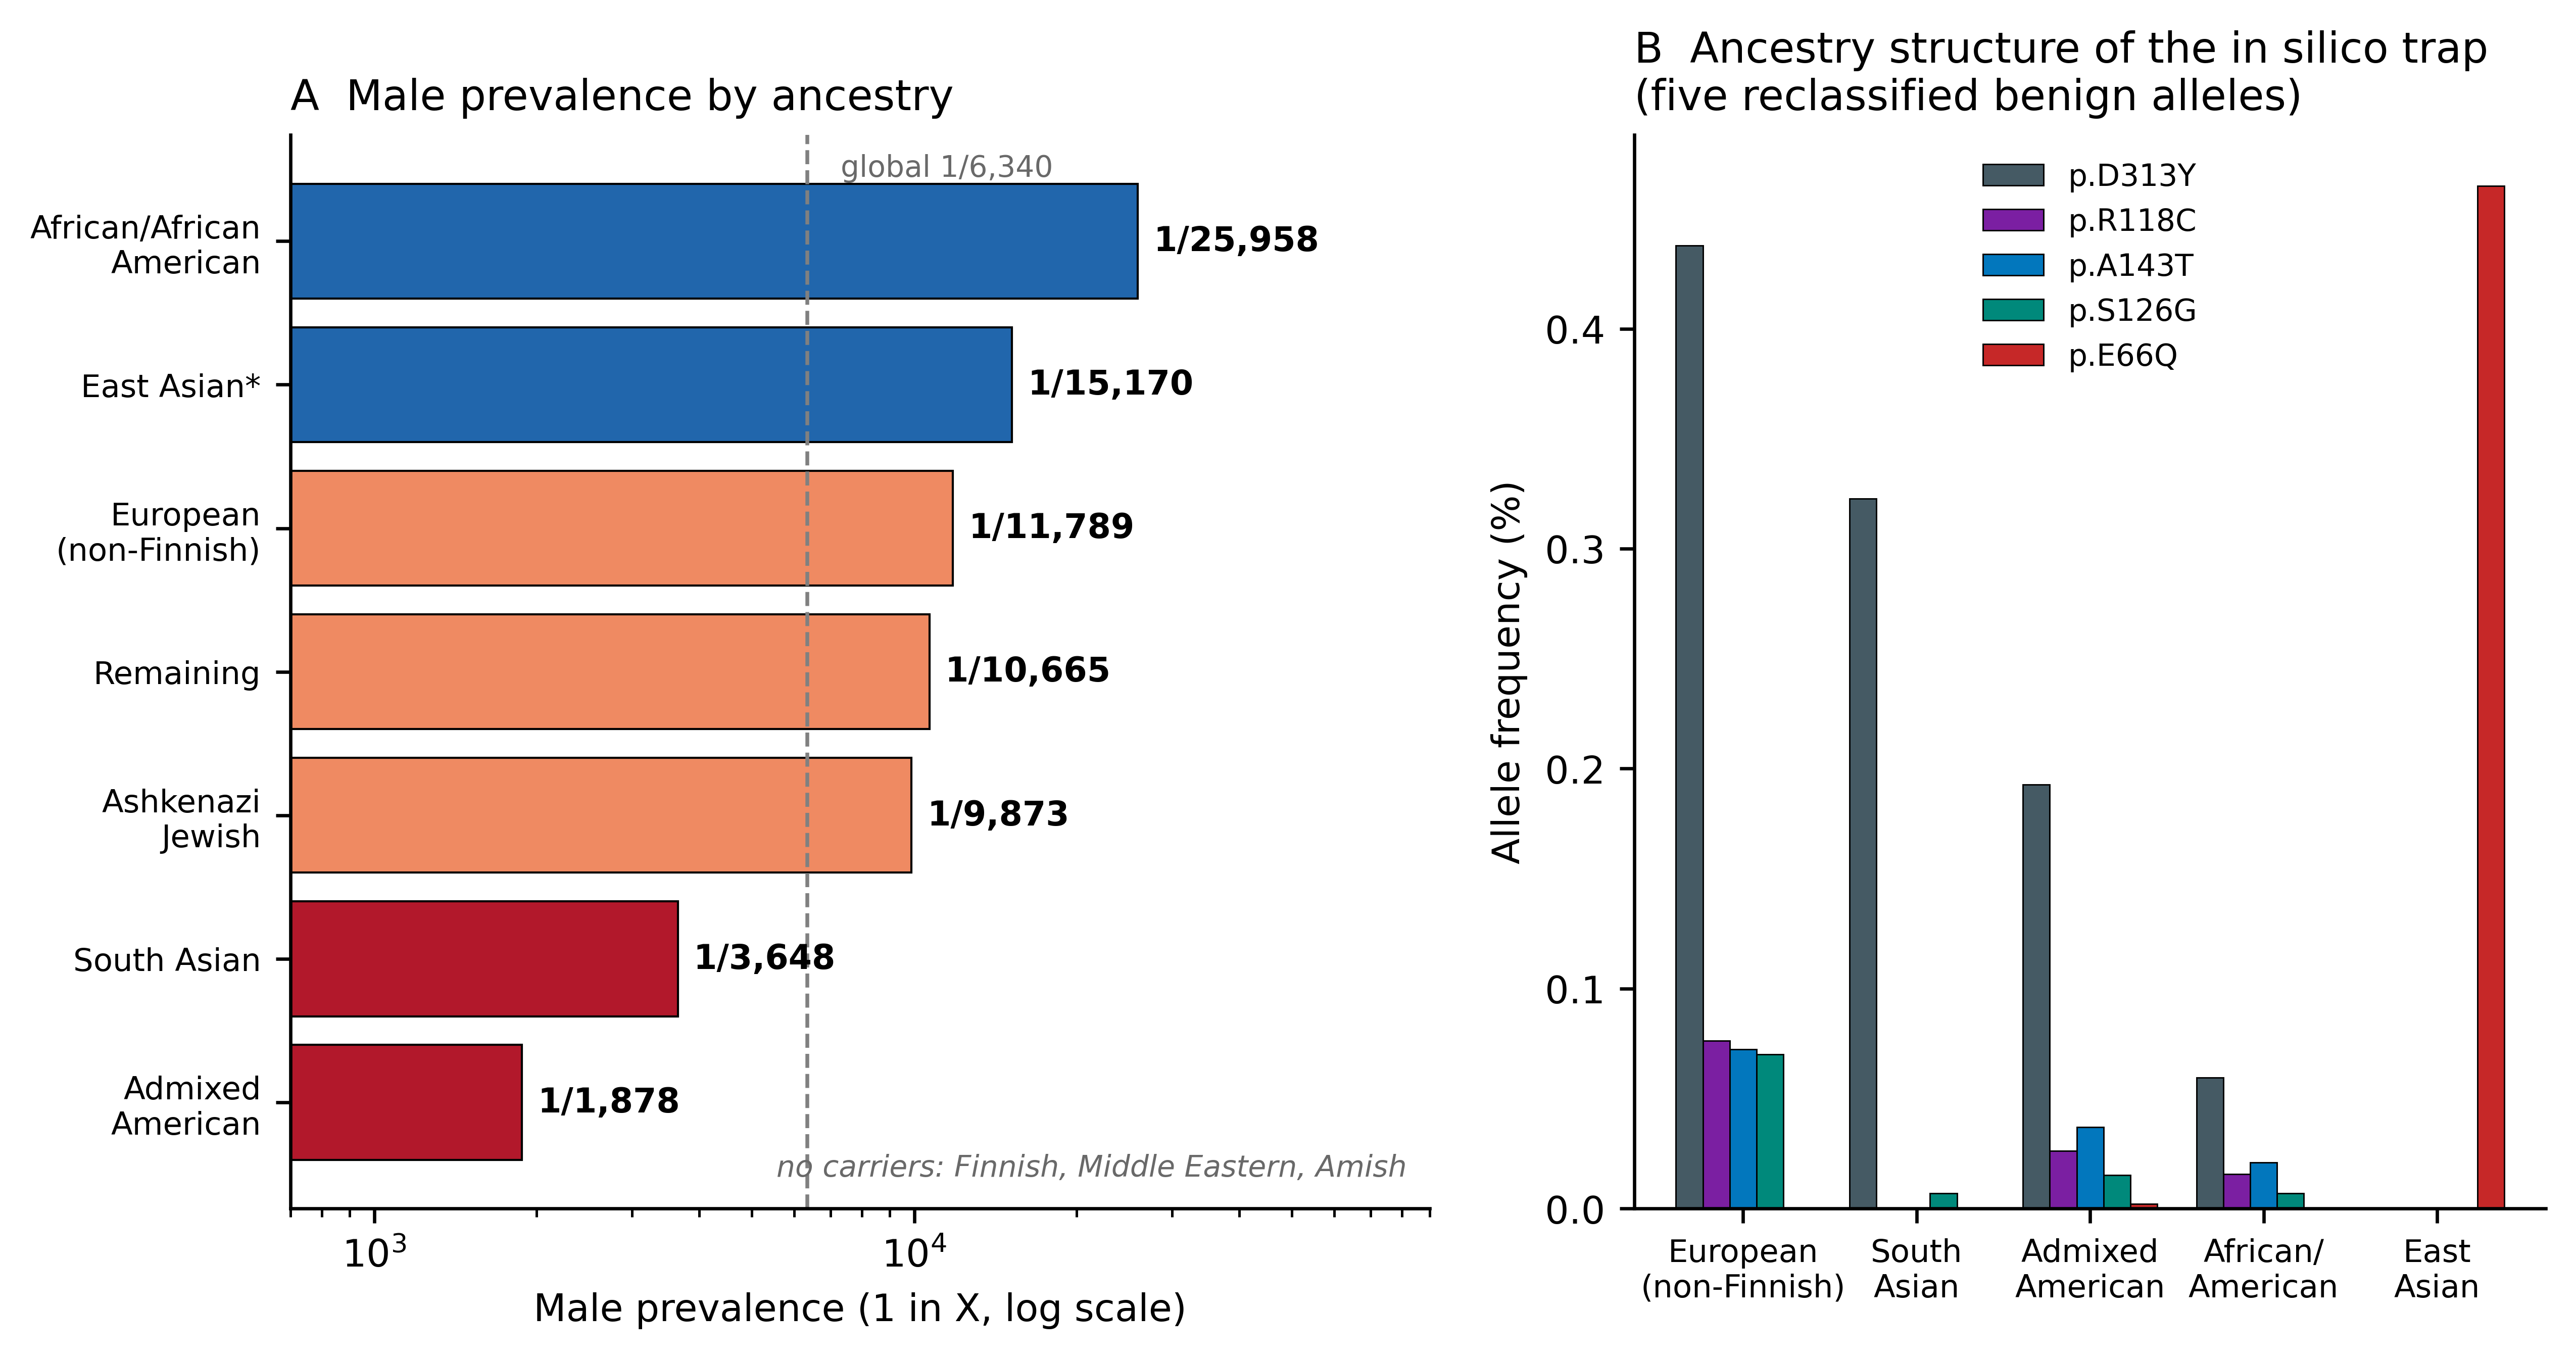 A  Male prevalence by ancestry
global 1/6,340
African/African
American
1/25,958
East Asian*
1/15,170
European
(non-Finnish)
1/11,789
Remaining
1/10,665
Ashkenazi
Jewish
1/9,873
South Asian
1/3,648
Admixed
American
1/1,878
no carriers: Finnish, Middle Eastern, Amish
10³
10⁴
Male prevalence (1 in X, log scale)
B  Ancestry structure of the in silico trap
(five reclassified benign alleles)
p.D313Y
p.R118C
p.A143T
p.S126G
p.E66Q
Allele frequency (%)
0.4
0.3
0.2
0.1
0.0
European
(non-Finnish)
South
Asian
Admixed
American
African/
American
East
Asian